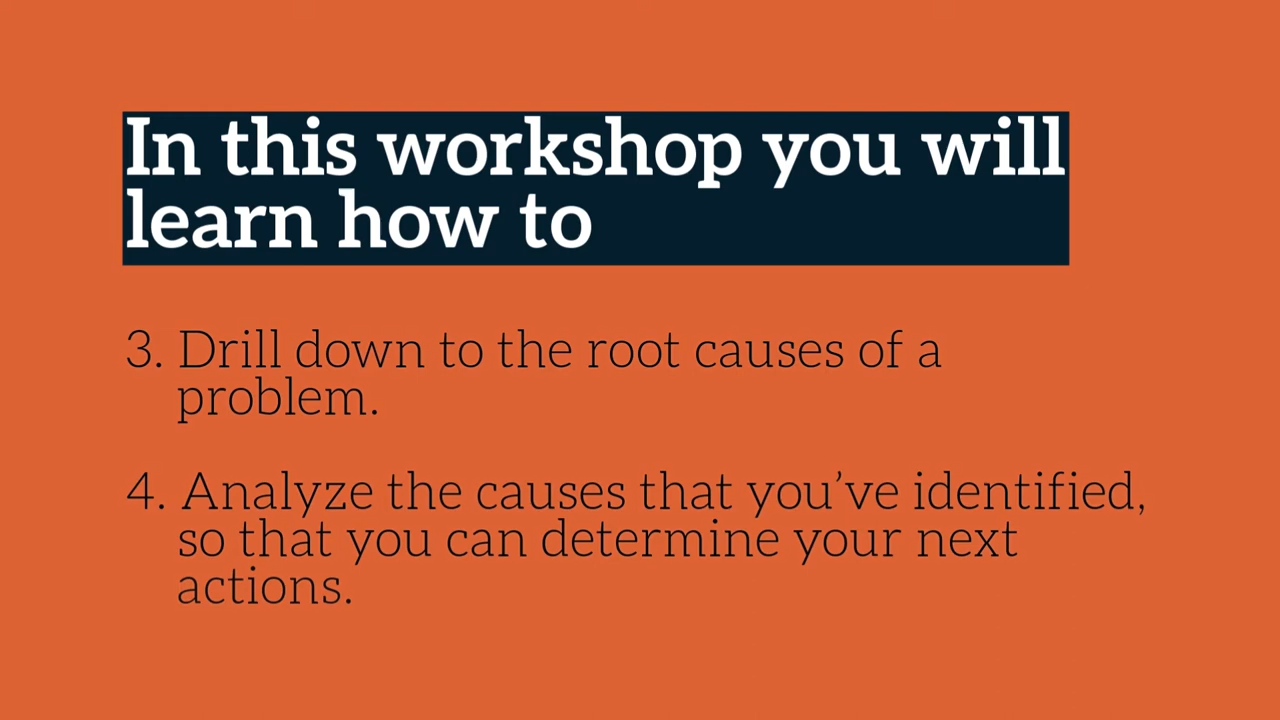 In this workshop you will
learn how to
3. Drill down to the root causes of a
problem.
4. Analyze the causes that you’ve identified,
so that you can determine your next
actions.